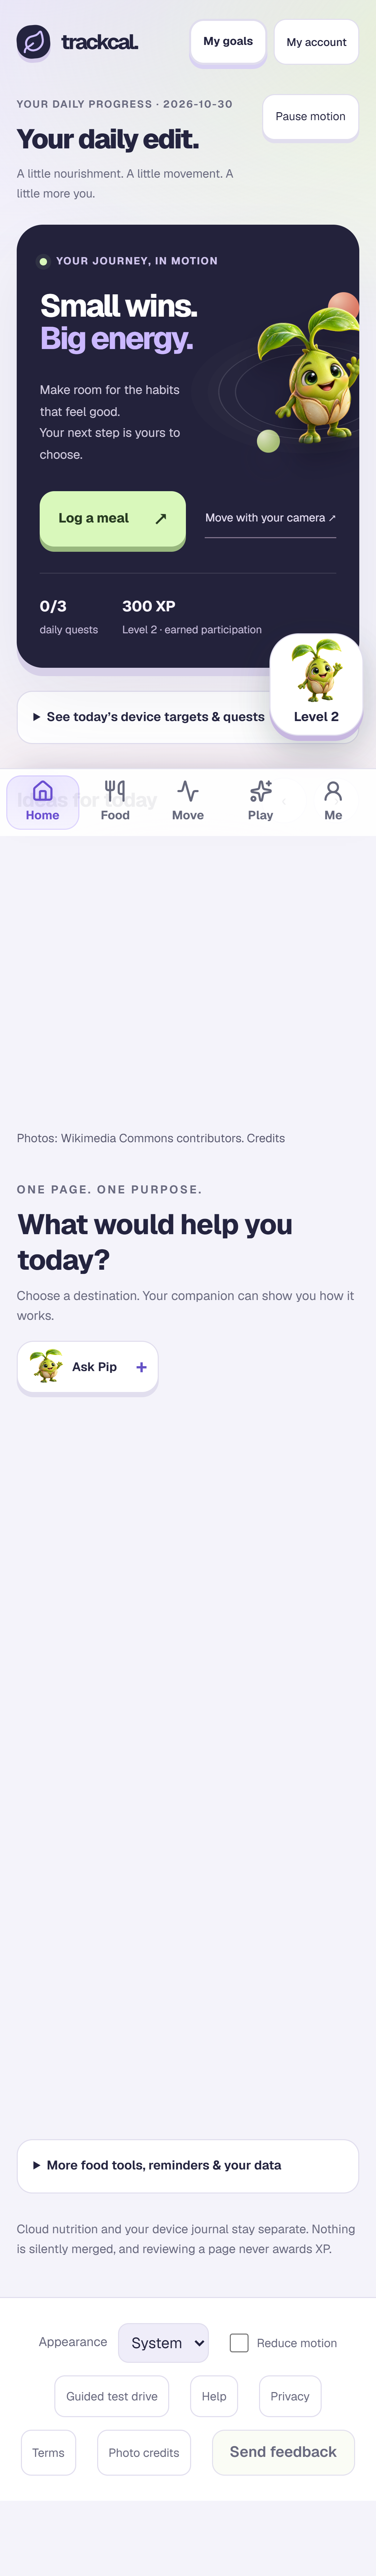 trackcal.
My goals
My account
YOUR DAILY PROGRESS · 2026-10-30
Pause motion
Your daily edit.
A little nourishment. A little movement. A
little more you.
YOUR JOURNEY, IN MOTION
Small wins.
Big energy.
Make room for the habits
that feel good.
Your next step is yours to
choose.
Log a meal ↗
Move with your camera ↗
0/3
daily quests
300 XP
Level 2 · earned participation
Level 2
See today's device targets & quests
Ideas for today
Home
Food
Move
Play
Me
Photos: Wikimedia Commons contributors. Credits
ONE PAGE. ONE PURPOSE.
What would help you
today?
Choose a destination. Your companion can show you how it
works.
Ask Pip +
More food tools, reminders & your data
Cloud nutrition and your device journal stay separate. Nothing
is silently merged, and reviewing a page never awards XP.
Appearance
System
Reduce motion
Guided test drive
Help
Privacy
Terms
Photo credits
Send feedback